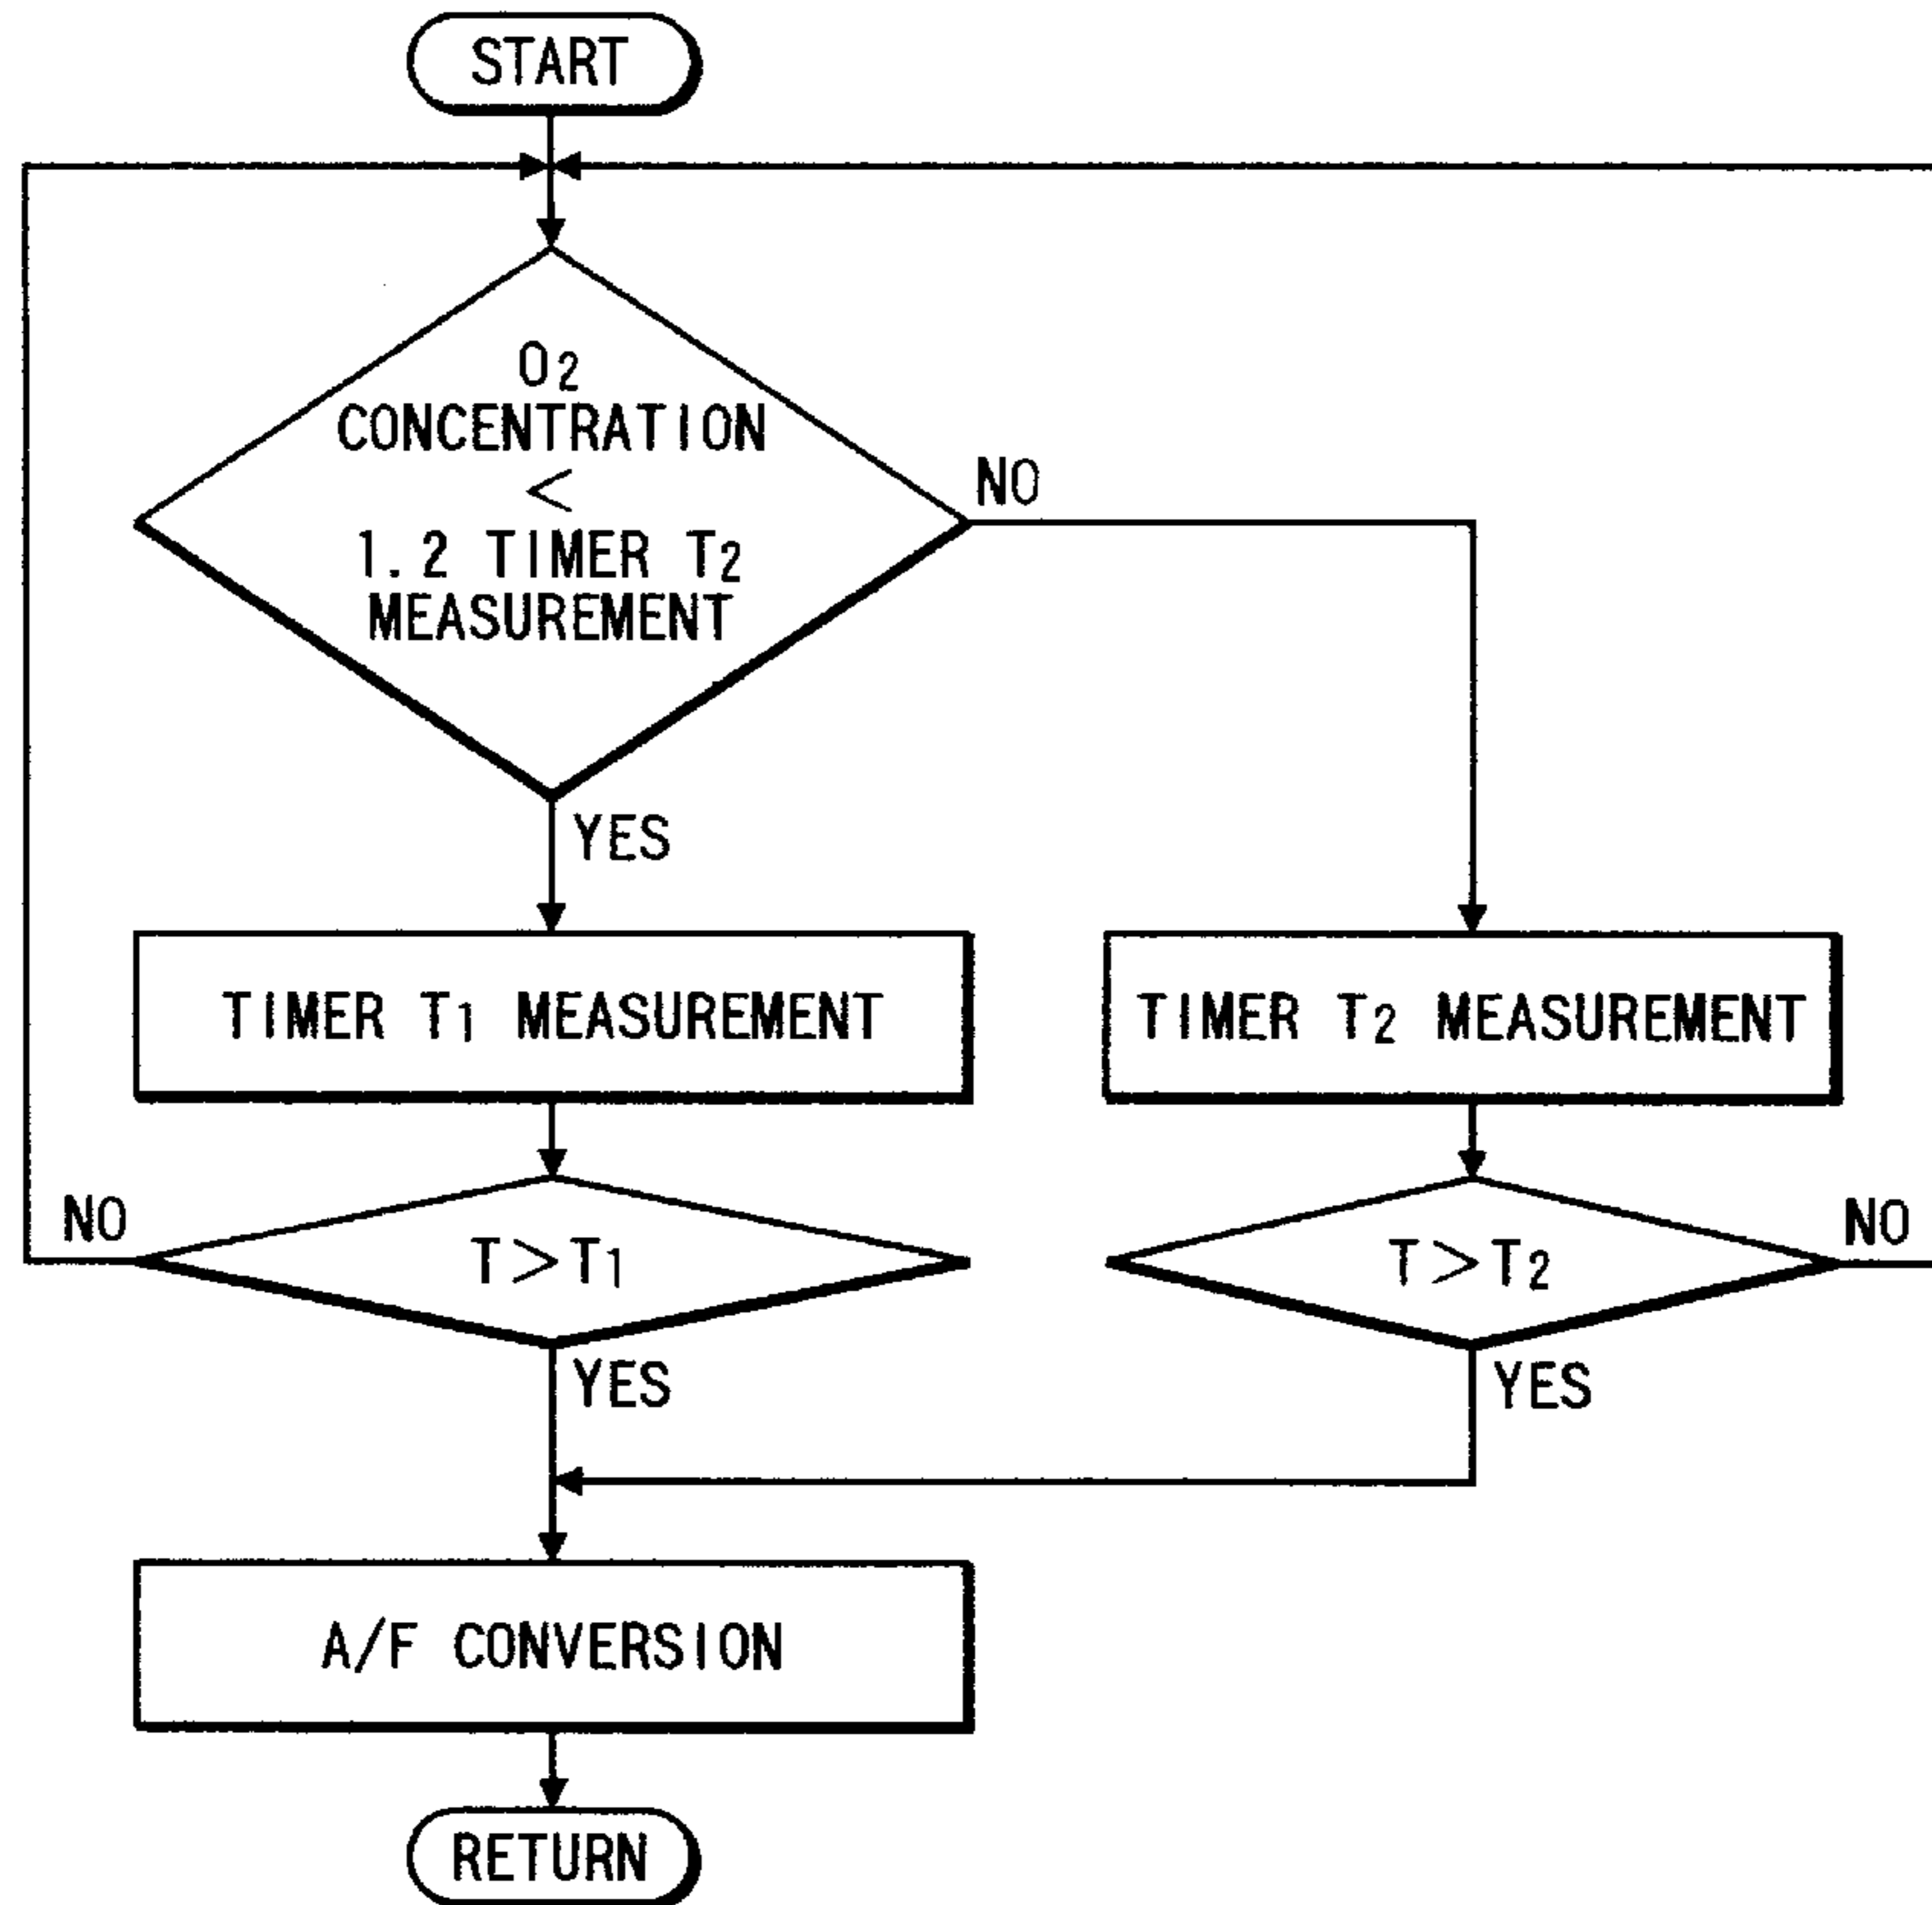 START
O2
CONCENTRATION
<
1.2 TIMER T2
MEASUREMENT
NO
YES
TIMER T1 MEASUREMENT
TIMER T2 MEASUREMENT
NO
T>T1
T>T2
NO
YES
YES
A/F CONVERSION
RETURN